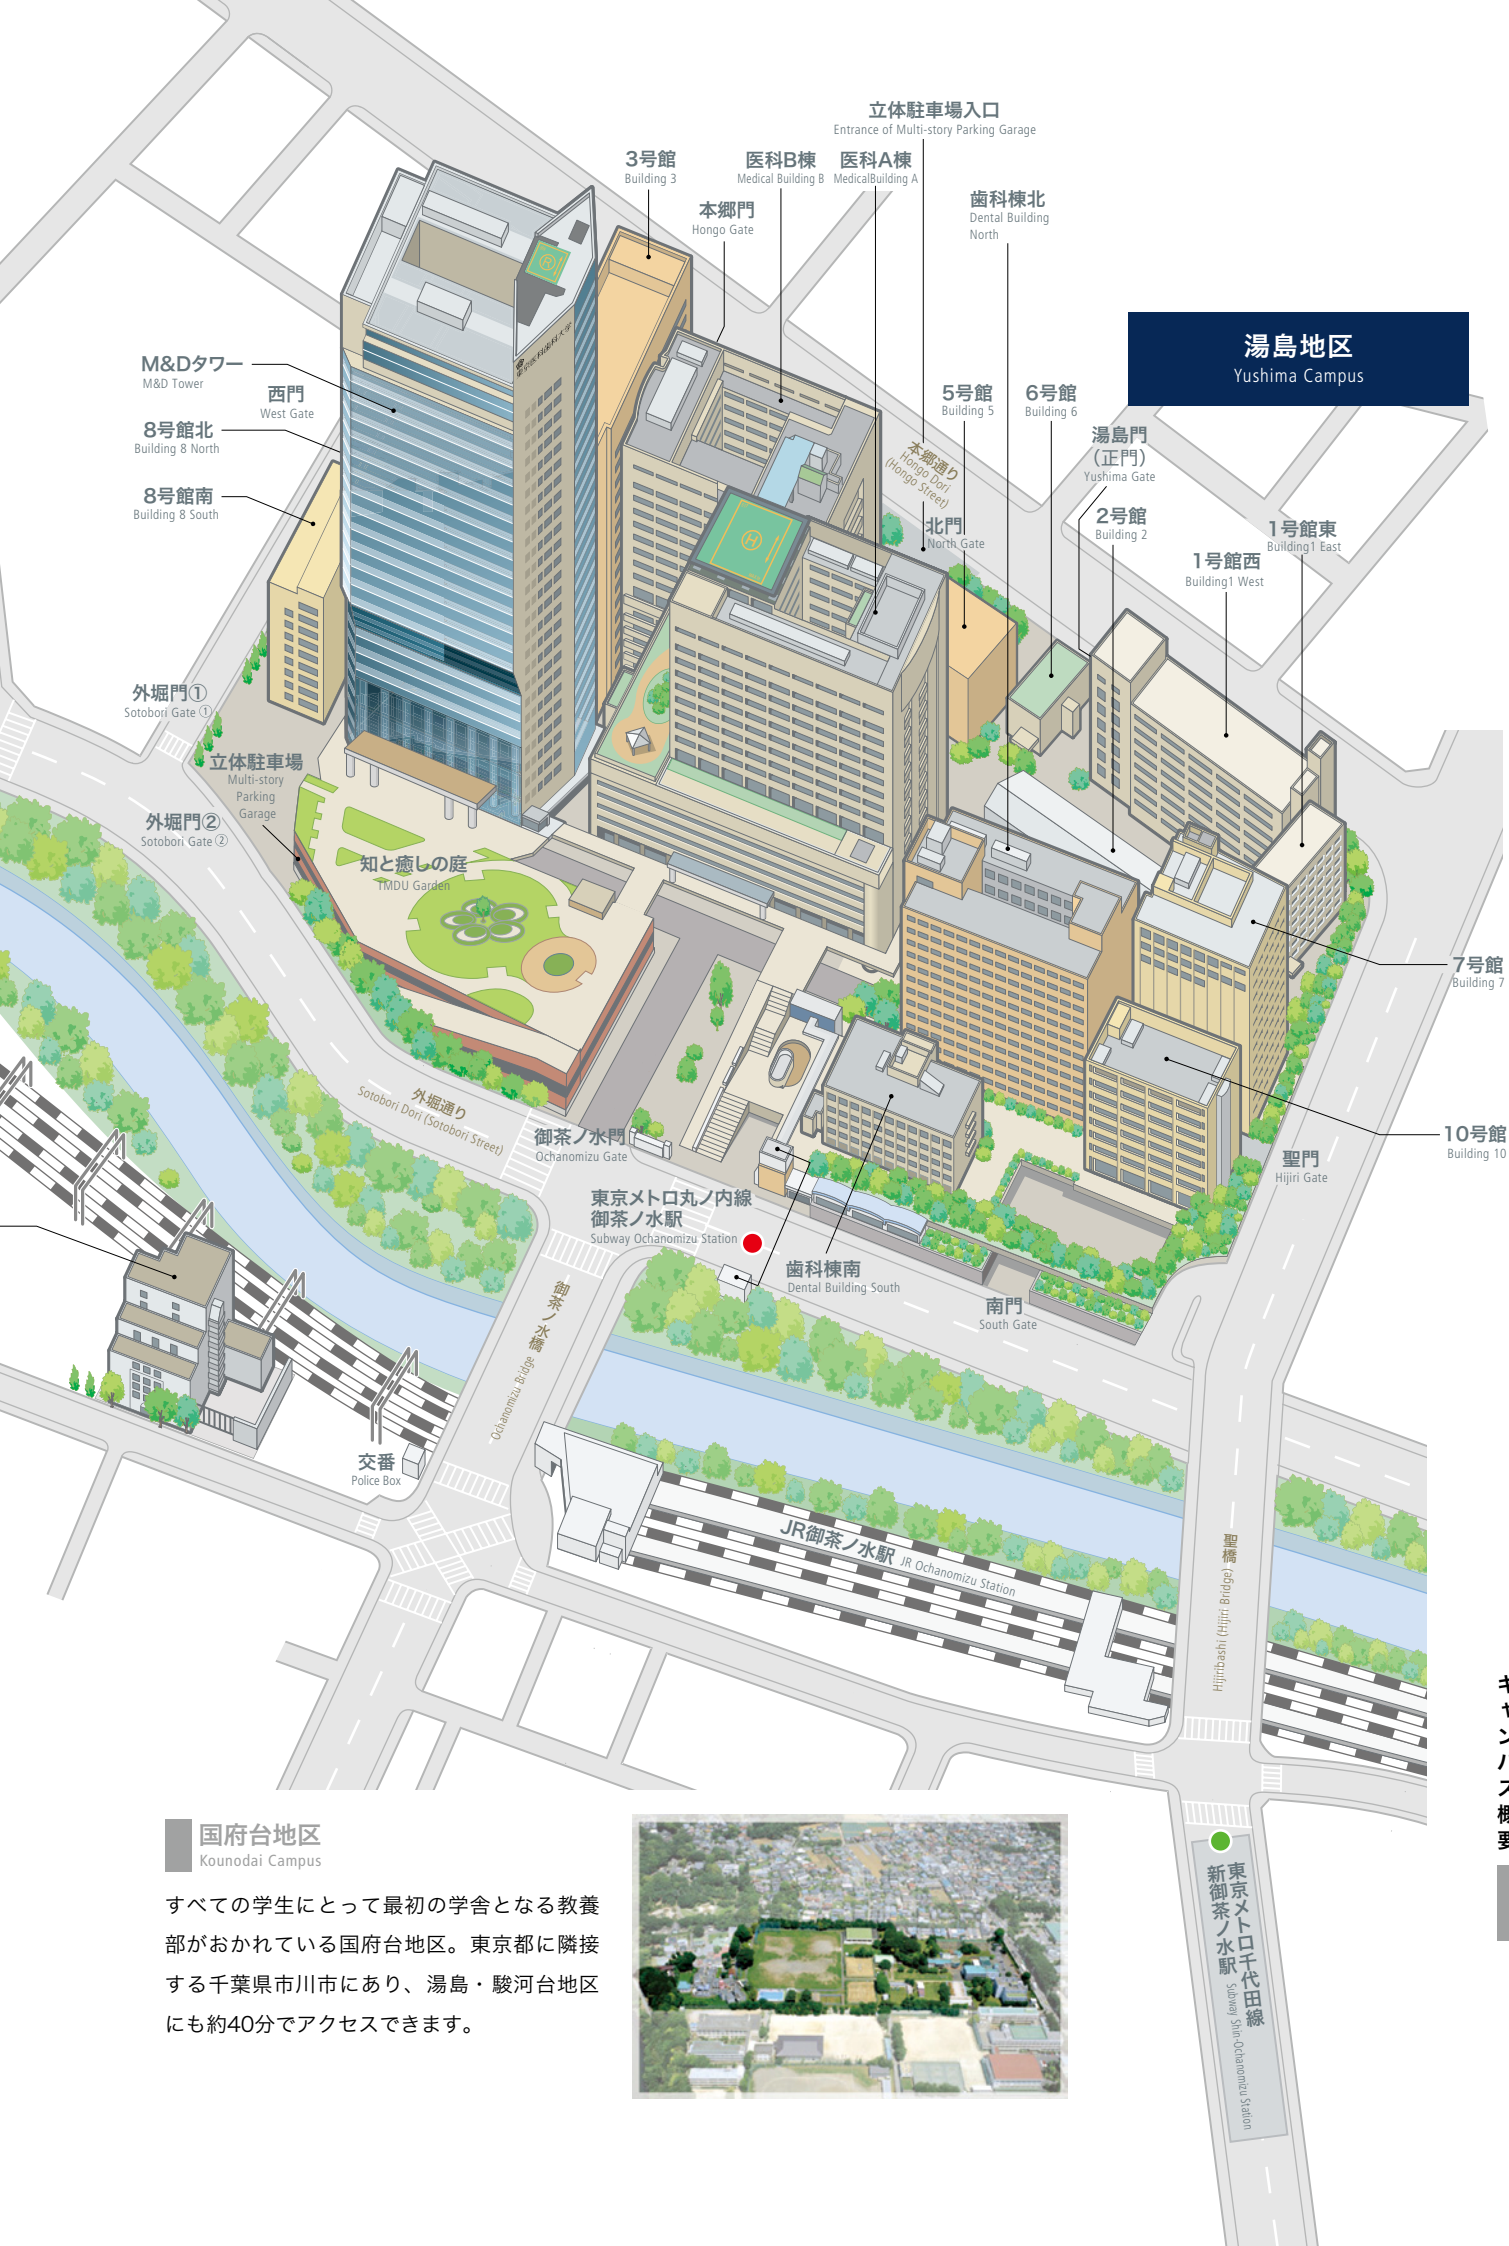 立体駐車場入口
Entrance of Multi-story Parking Garage
3号館
Building 3
医科B棟
Medical Building B
医科A棟
MedicalBuilding A
本郷門
Hongo Gate
歯科棟北
Dental Building
North
湯島地区
Yushima Campus
M&Dタワー
M&D Tower
西門
West Gate
8号館北
Building 8 North
8号館南
Building 8 South
東京医科歯科大学
5号館
Building 5
6号館
Building 6
湯島門
（正門）
Yushima Gate
本郷通り
Hongo Dori
(Hongo Street)
2号館
Building 2
北門
North Gate
1号館東
Building1 East
1号館西
Building1 West
H
R
外堀門①
Sotobori Gate ①
立体駐車場
Multi-story
Parking
Garage
外堀門②
Sotobori Gate ②
知と癒しの庭
TMDU Garden
7号館
Building 7
外堀通り
Sotobori Dori (Sotobori Street)
御茶ノ水門
Ochanomizu Gate
10号館
Building 10
聖門
Hijiri Gate
東京メトロ丸ノ内線
御茶ノ水駅
Subway Ochanomizu Station
歯科棟南
Dental Building South
南門
South Gate
御茶ノ水橋
Ochanomizu Bridge
交番
Police Box
JR御茶ノ水駅 JR Ochanomizu Station
聖橋
Hijiribashi (Hijiri Bridge)
キャンパス概要
国府台地区
Kounodai Campus
すべての学生にとって最初の学舎となる教養
部がおかれている国府台地区。東京都に隣接
する千葉県市川市にあり、湯島・駿河台地区
にも約40分でアクセスできます。
東京メトロ千代田線
新御茶ノ水駅
Subway Shin-Ochanomizu Station